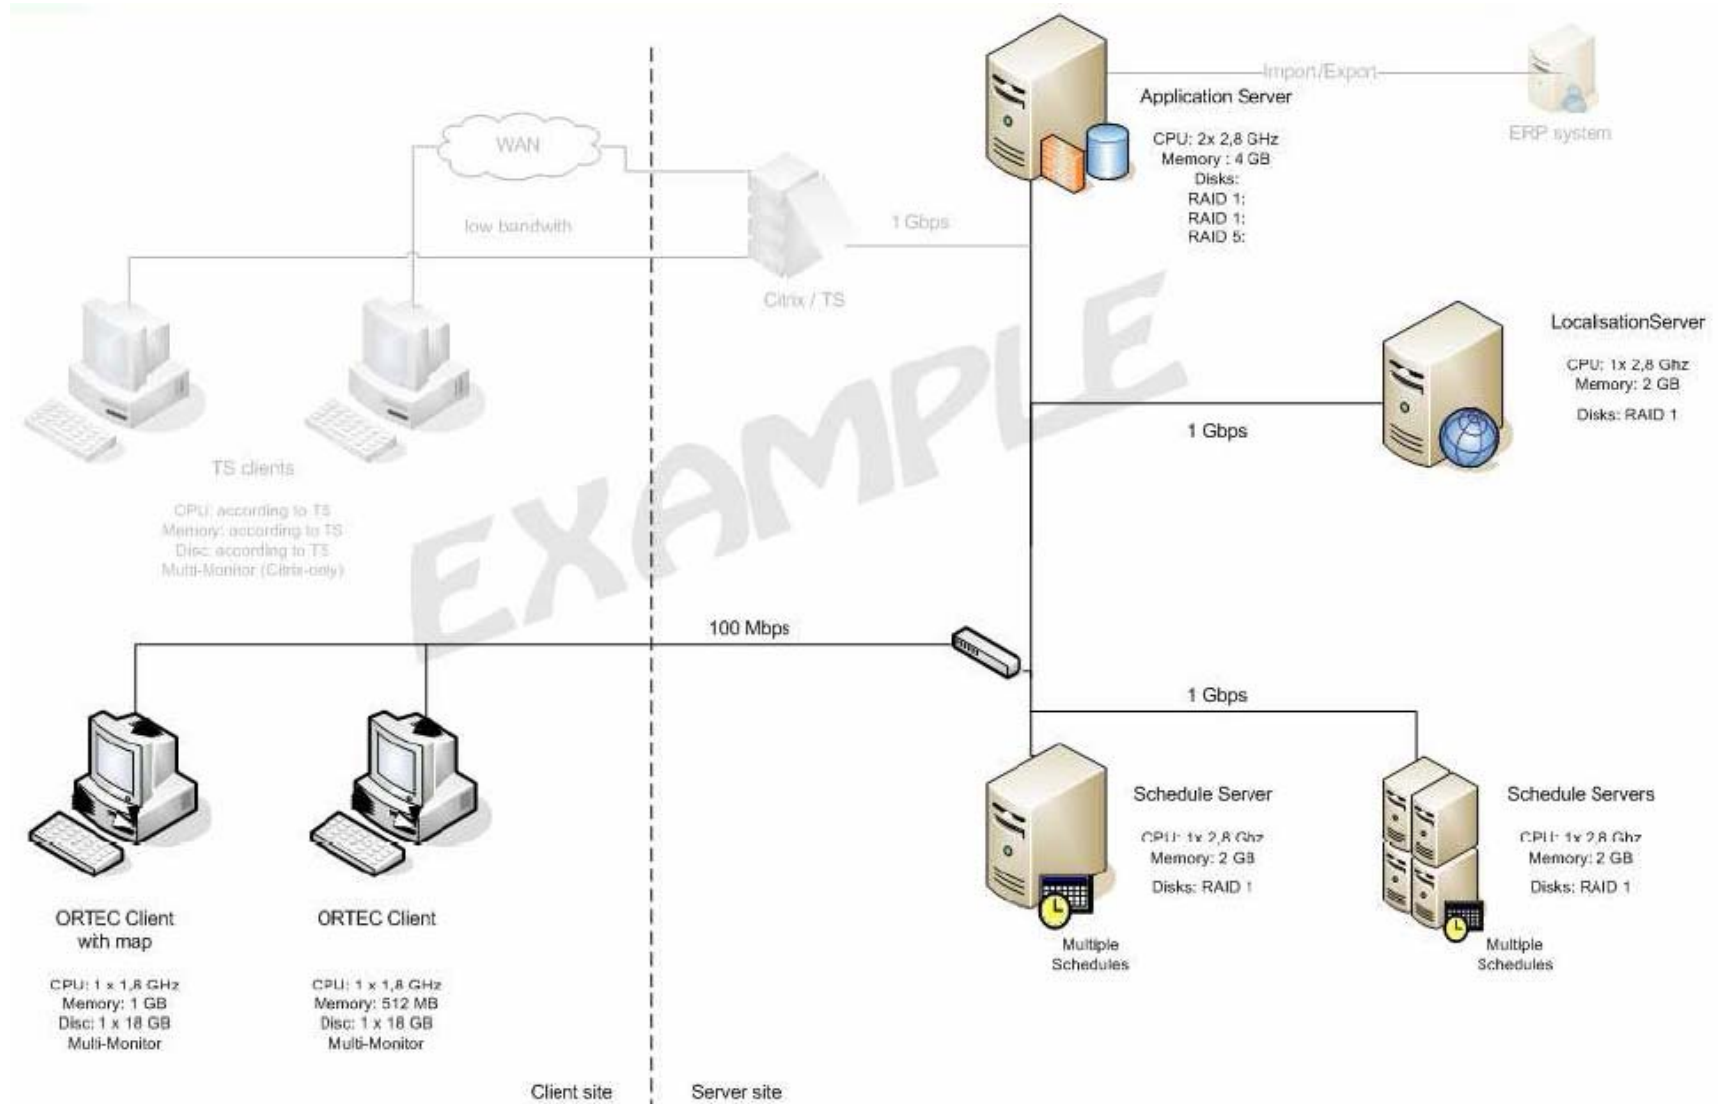 Import/Export
Application Server
CPU: 2x 2,8 GHz
Memory : 4 GB
Disks:
RAID 1:
RAID 1:
RAID 5:
ERP system
WAN
low bandwith
1 Gbps
Citrix / TS
LocalisationServer
CPU: 1x 2,8 Ghz
Memory: 2 GB
Disks: RAID 1
1 Gbps
TS clients
CPU: according to TS
Memory: according to TS
Disc: according to TS
Multi-Monitor (Citrix-only)
EXAMPLE
100 Mbps
1 Gbps
Schedule Server
CPU: 1x 2,8 Ghz
Memory: 2 GB
Disks: RAID 1
Multiple
Schedules
Schedule Servers
CPU: 1x 2,8 Ghz
Memory: 2 GB
Disks: RAID 1
Multiple
Schedules
ORTEC Client
with map
CPU: 1 x 1,8 GHz
Memory: 1 GB
Disc: 1 x 18 GB
Multi-Monitor
ORTEC Client
CPU: 1 x 1,8 GHz
Memory: 512 MB
Disc: 1 x 18 GB
Multi-Monitor
Client site
Server site